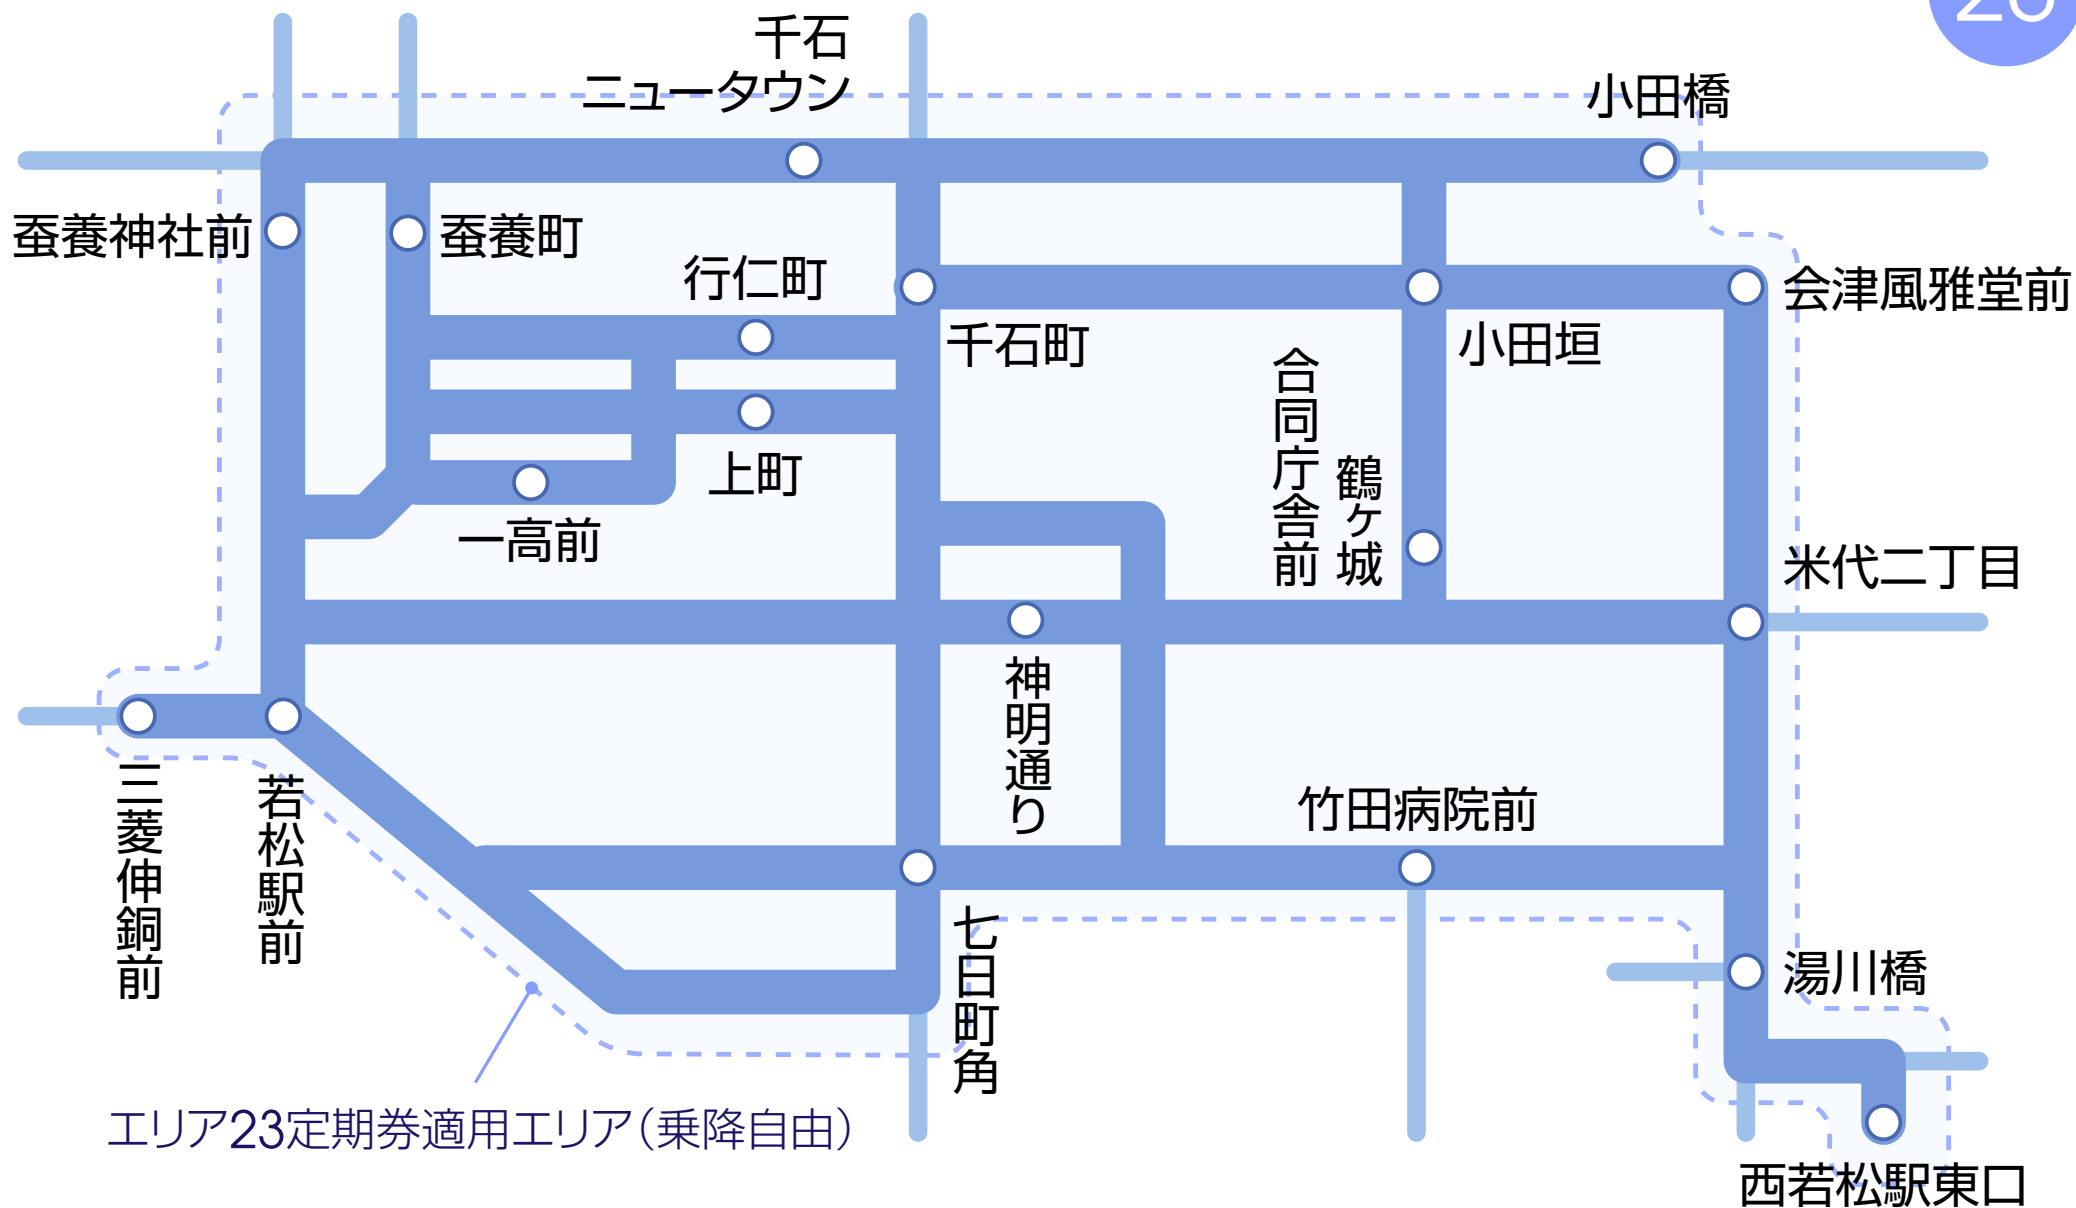 千石
ニュータウン
小田橋
蚕養神社前
蚕養町
行仁町
千石町
小田垣
会津風雅堂前
上町
一高前
合同庁舎前
鶴ヶ城
米代二丁目
神明通り
竹田病院前
三菱伸銅前
若松駅前
七日町角
湯川橋
西若松駅東口
エリア23定期券適用エリア（乗降自由）